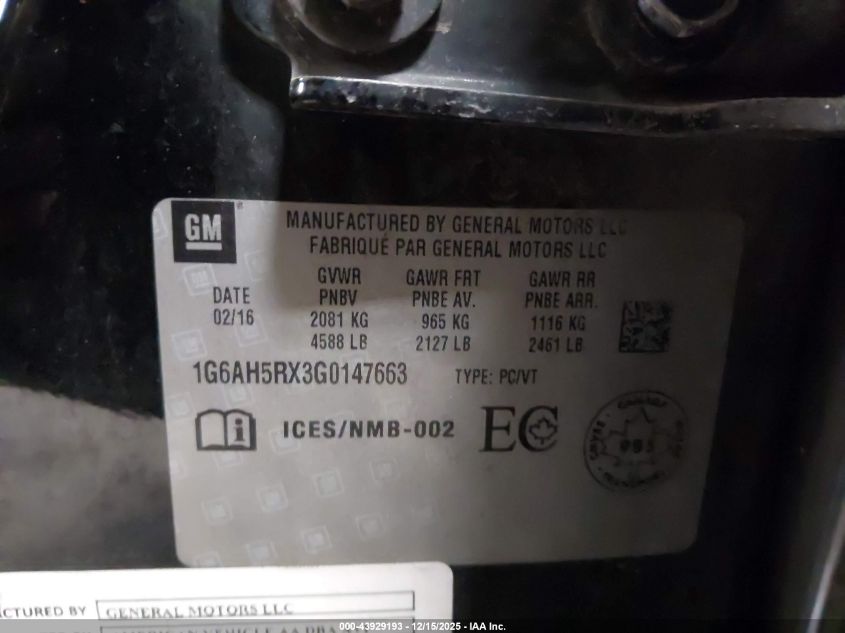 GM
MANUFACTURED BY GENERAL MOTORS LLC
FABRIQUÉ PAR GENERAL MOTORS LLC
DATE
02/16
GVWR
PNBV
2081 KG
4588 LB
GAWR FRT
PNBE AV.
965 KG
2127 LB
GAWR RR
PNBE ARR.
1116 KG
2461 LB
1G6AH5RX3G0147663 TYPE: PC/VT
ICES/NMB-002 EC
CANADA
CTURED BY GENERAL MOTORS LLC
000-43929193 - 12/15/2025 - IAA Inc.